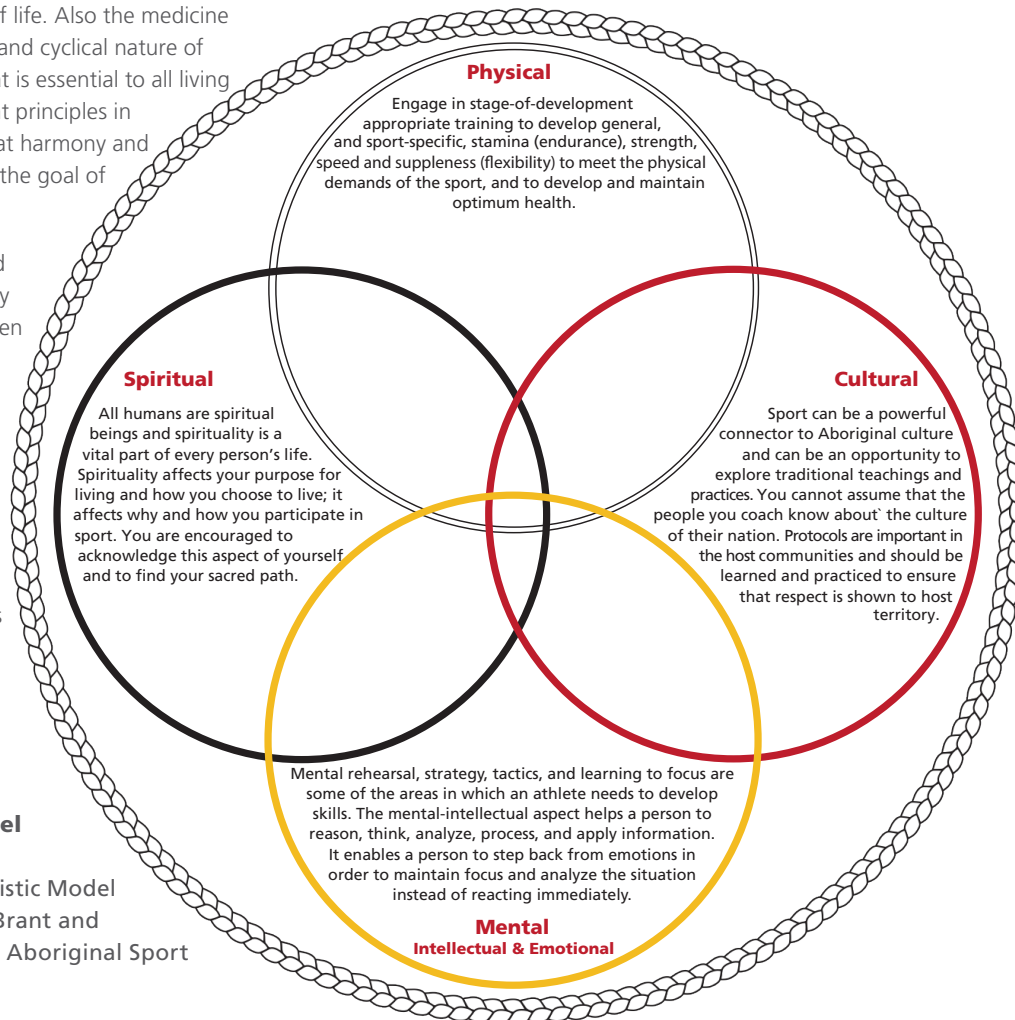 of life. Also the medicine
and cyclical nature of
t is essential to all living
t principles in
at harmony and
the goal of
d
y
en
s
el
istic Model
Brant and
Aboriginal Sport
Physical
Engage in stage-of-development
appropriate training to develop general,
and sport-specific, stamina (endurance), strength,
speed and suppleness (flexibility) to meet the physical
demands of the sport, and to develop and maintain
optimum health.
Spiritual
All humans are spiritual
beings and spirituality is a
vital part of every person's life.
Spirituality affects your purpose for
living and how you choose to live; it
affects why and how you participate in
sport. You are encouraged to
acknowledge this aspect of yourself
and to find your sacred path.
Cultural
Sport can be a powerful
connector to Aboriginal culture
and can be an opportunity to
explore traditional teachings and
practices. You cannot assume that the
people you coach know about` the culture
of their nation. Protocols are important in
the host communities and should be
learned and practiced to ensure
that respect is shown to host
territory.
Mental rehearsal, strategy, tactics, and learning to focus are
some of the areas in which an athlete needs to develop
skills. The mental-intellectual aspect helps a person to
reason, think, analyze, process, and apply information.
It enables a person to step back from emotions in
order to maintain focus and analyze the situation
instead of reacting immediately.
Mental
Intellectual & Emotional